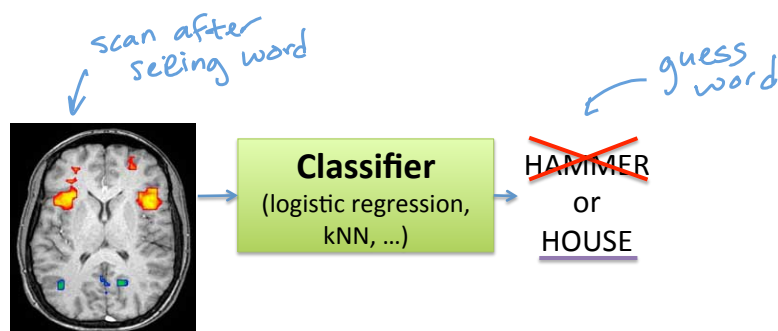 scan after
seeing word
guess
word
Classifier
(logistic regression,
kNN, …)
HAMMER
or
HOUSE